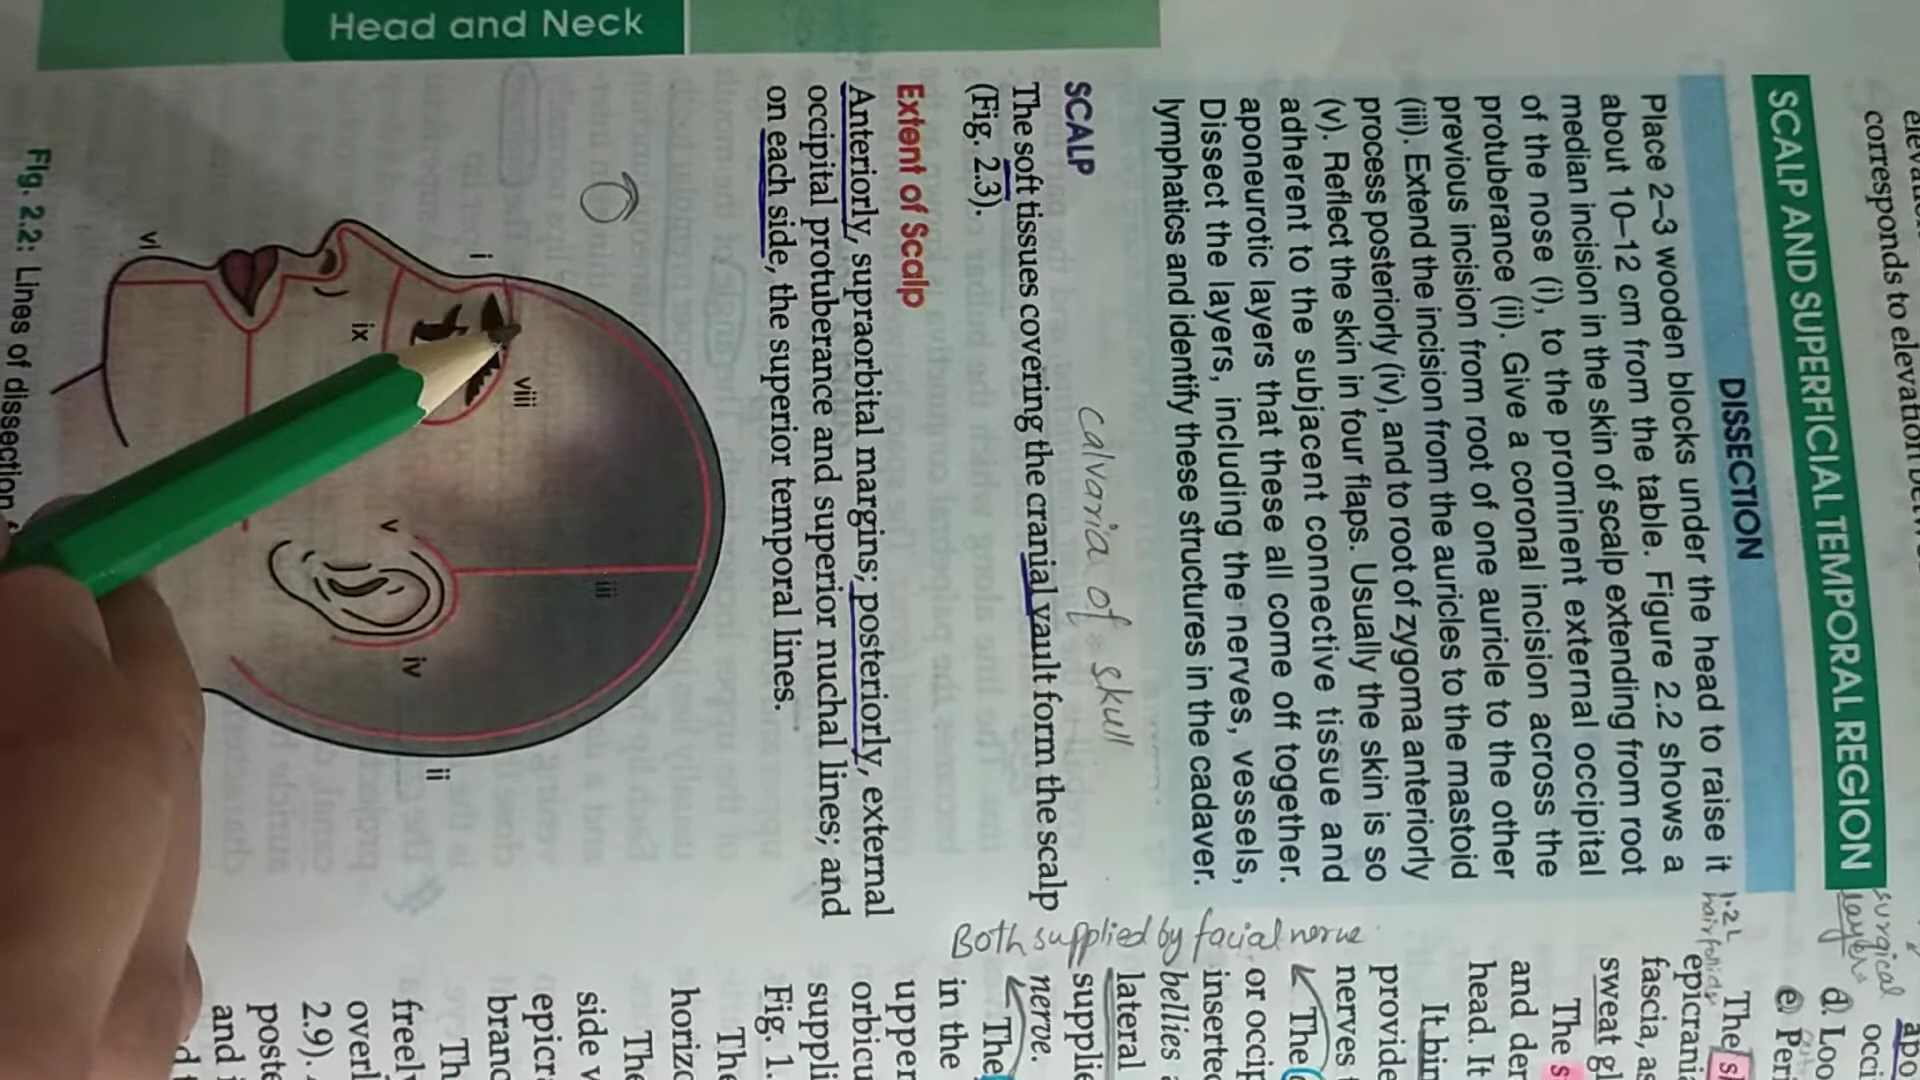 Head and Neck
elevation betw
corresponds to elevation
SCALP AND SUPERFICIAL TEMPORAL REGION
DISSECTION
Place 2–3 wooden blocks under the head to raise it
about 10–12 cm from the table. Figure 2.2 shows a
median incision in the skin of scalp extending from root
of the nose (i), to the prominent external occipital
protuberance (ii). Give a coronal incision across the
previous incision from root of one auricle to the other
(iii). Extend the incision from the auricles to the mastoid
process posteriorly (iv), and to root of zygoma anteriorly
(v). Reflect the skin in four flaps. Usually the skin is so
adherent to the subjacent connective tissue and
aponeurotic layers that these all come off together.
Dissect the layers, including the nerves, vessels,
lymphatics and identify these structures in the cadaver.
SCALP
calvaria of skull
The soft tissues covering the cranial vault form the scalp
(Fig. 2.3).
Extent of Scalp
Anteriorly, supraorbital margins; posteriorly, external
occipital protuberance and superior nuchal lines; and
on each side, the superior temporal lines.
i
ii
iii
iv
v
vi
viii
ix
Fig. 2.2: Lines of dissection
surgical
layers
apo
occi
d. Loo
e. Peri
The s
epicrani
fascia, as
sweat gl
The s
and der
head. It
It bin
provide
nerves
The
or occip
inserted
bellies
lateral
supplie
nerve.
The
in the
upper
orbicu
suppli
Fig. 1.
The
horizo
The
side v
epicr
branc
Th
freely
overl
2.9).
poste
and i
Both supplied by facial nerve